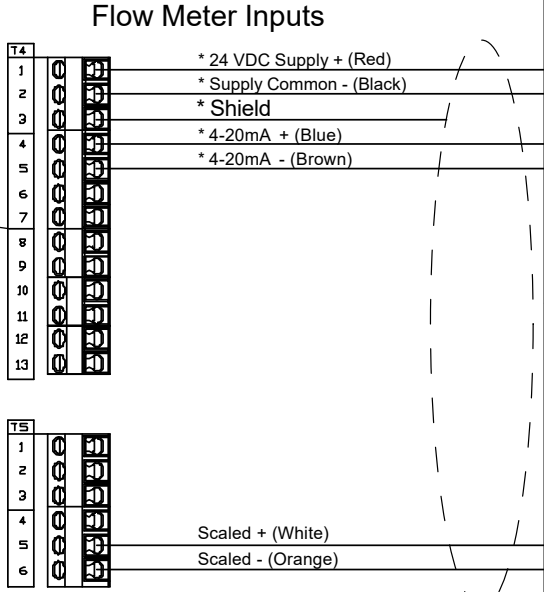 Flow Meter Inputs
T4
1
* 24 VDC Supply + (Red)
2
* Supply Common - (Black)
3
* Shield
4
* 4-20mA + (Blue)
5
* 4-20mA - (Brown)
6
7
8
9
10
11
12
13
T5
1
2
3
4
5
Scaled + (White)
6
Scaled - (Orange)